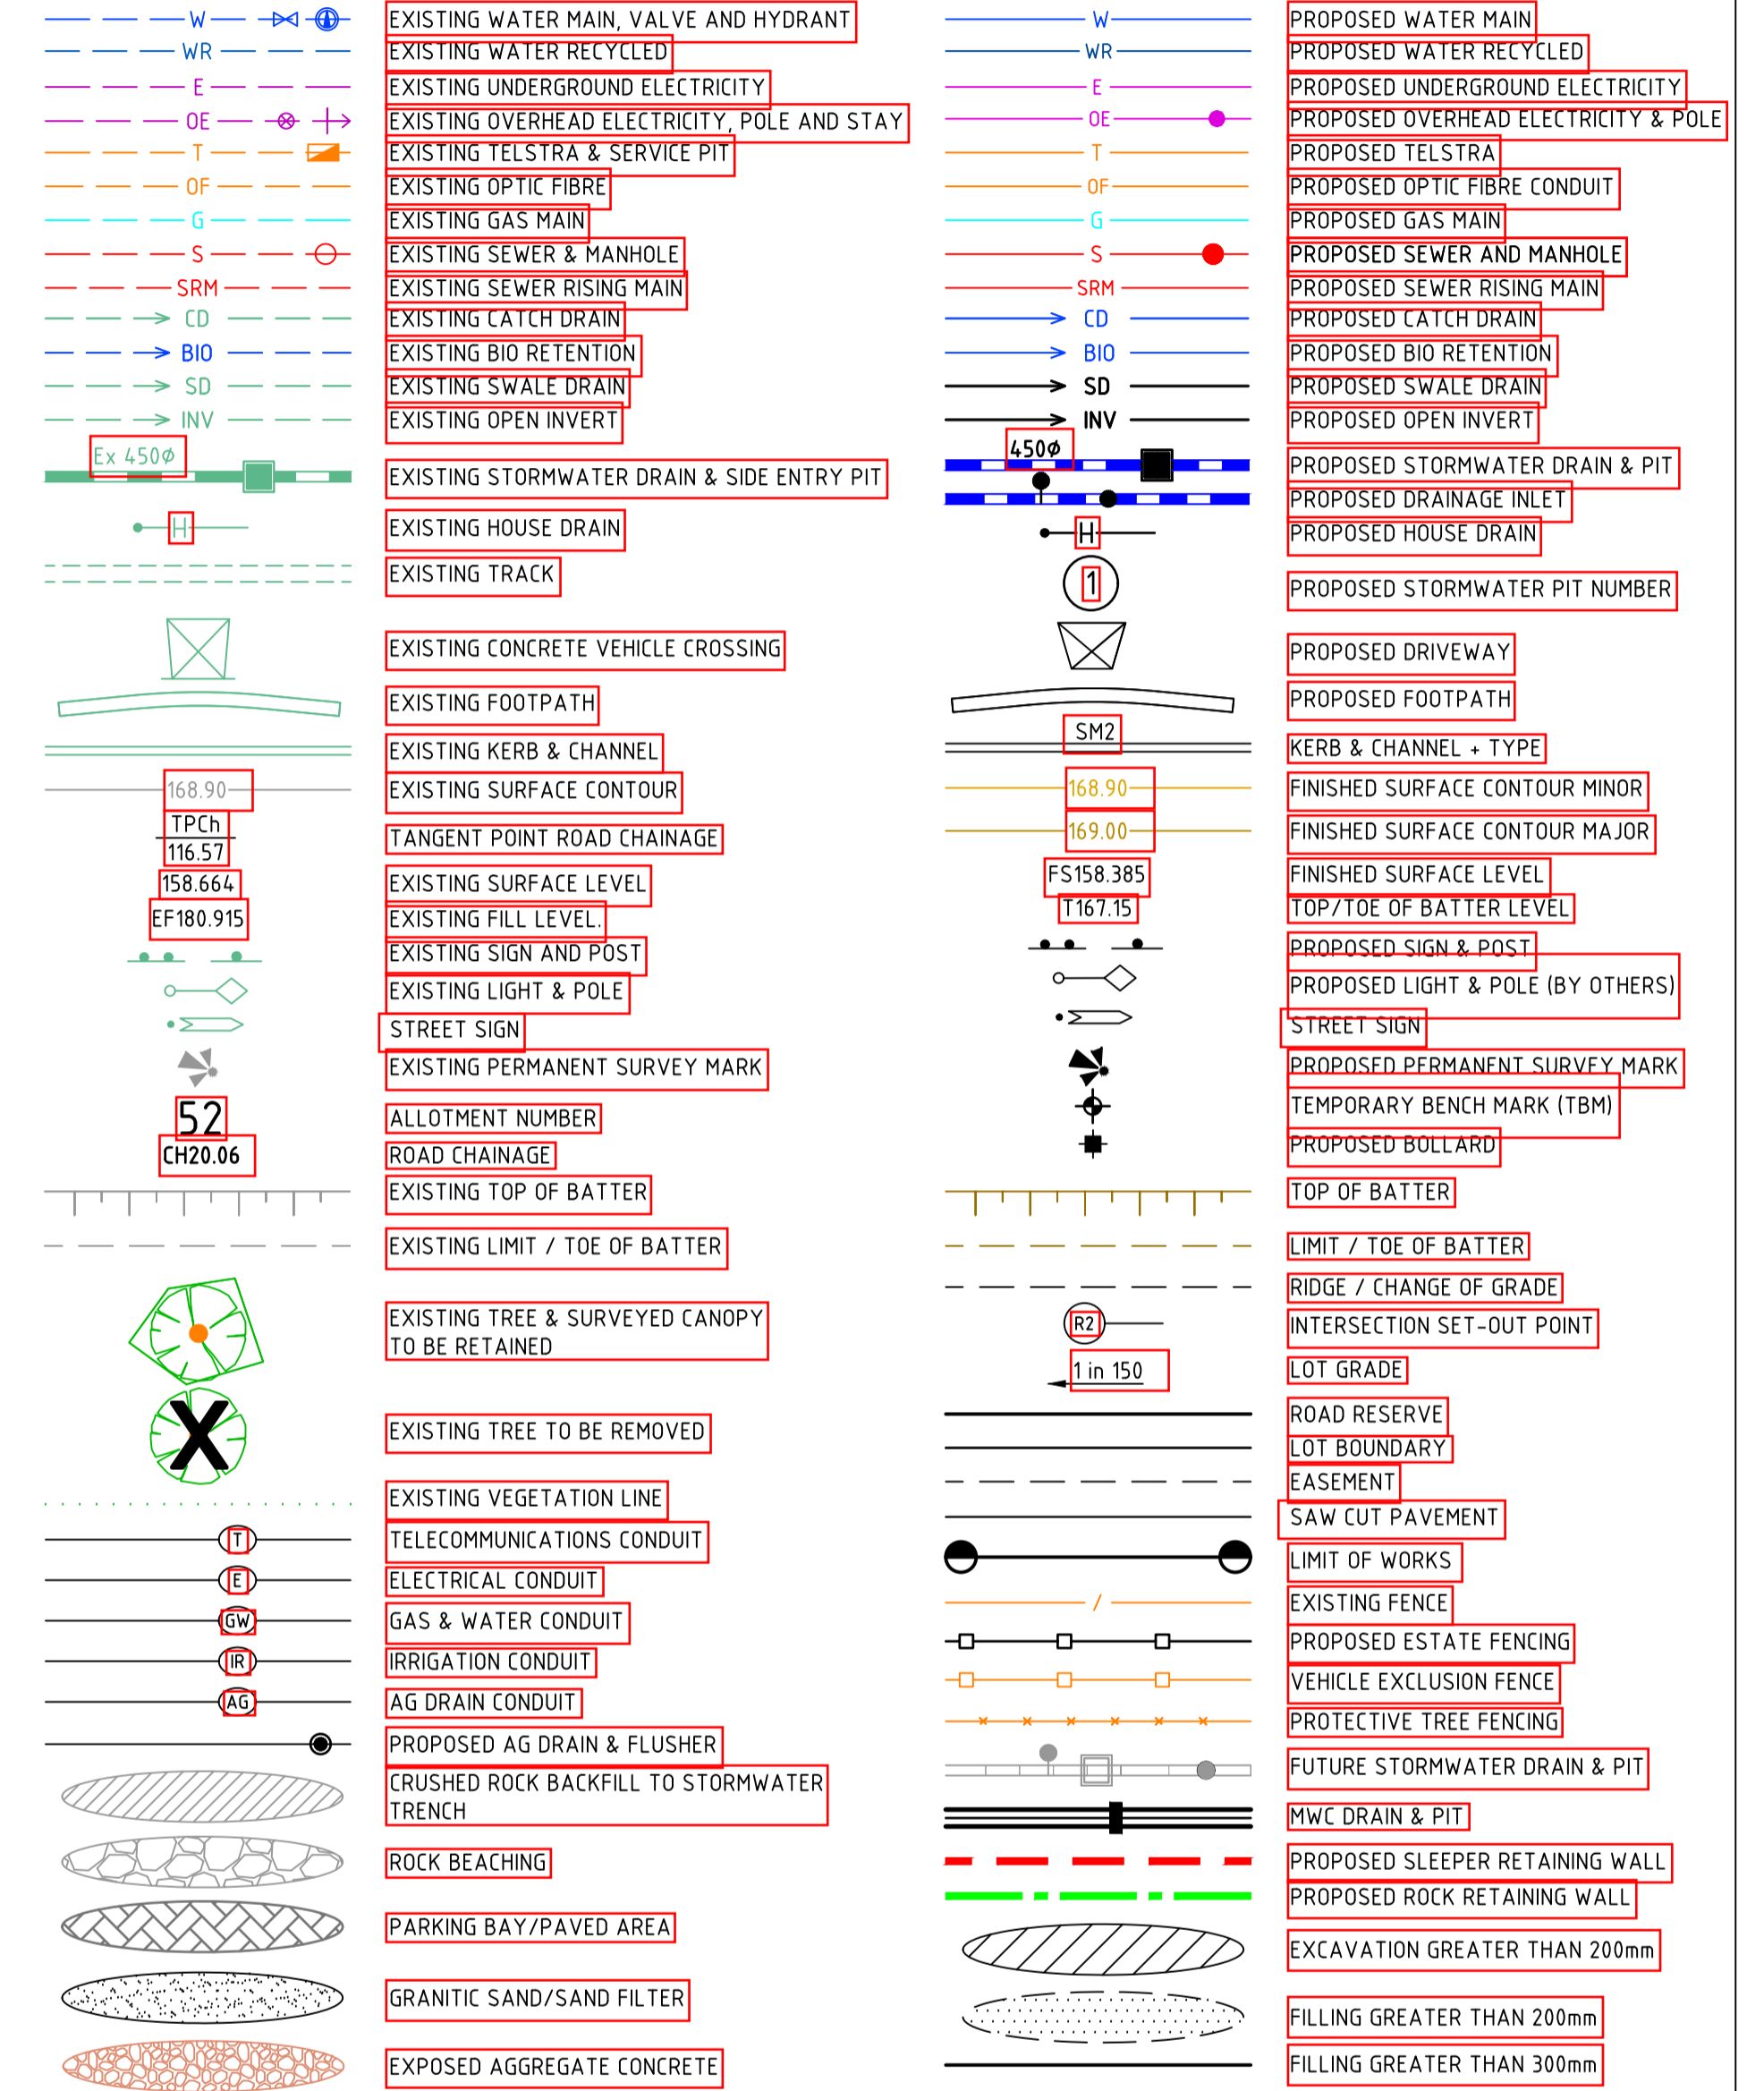 W EXISTING WATER MAIN, VALVE AND HYDRANT
WR EXISTING WATER RECYCLED
E EXISTING UNDERGROUND ELECTRICITY
OE EXISTING OVERHEAD ELECTRICITY, POLE AND STAY
T EXISTING TELSTRA & SERVICE PIT
OF EXISTING OPTIC FIBRE
G EXISTING GAS MAIN
S EXISTING SEWER & MANHOLE
SRM EXISTING SEWER RISING MAIN
CD EXISTING CATCH DRAIN
BIO EXISTING BIO RETENTION
SD EXISTING SWALE DRAIN
INV EXISTING OPEN INVERT
Ex 450Ø
EXISTING STORMWATER DRAIN & SIDE ENTRY PIT
H EXISTING HOUSE DRAIN
EXISTING TRACK
EXISTING CONCRETE VEHICLE CROSSING
EXISTING FOOTPATH
EXISTING KERB & CHANNEL
168.90 EXISTING SURFACE CONTOUR
TPCh
116.57
TANGENT POINT ROAD CHAINAGE
158.664 EXISTING SURFACE LEVEL
EF180.915 EXISTING FILL LEVEL.
EXISTING SIGN AND POST
EXISTING LIGHT & POLE
STREET SIGN
EXISTING PERMANENT SURVEY MARK
52 ALLOTMENT NUMBER
CH20.06 ROAD CHAINAGE
EXISTING TOP OF BATTER
EXISTING LIMIT / TOE OF BATTER
EXISTING TREE & SURVEYED CANOPY
TO BE RETAINED
X EXISTING TREE TO BE REMOVED
EXISTING VEGETATION LINE
T TELECOMMUNICATIONS CONDUIT
E ELECTRICAL CONDUIT
GW GAS & WATER CONDUIT
IR IRRIGATION CONDUIT
AG AG DRAIN CONDUIT
PROPOSED AG DRAIN & FLUSHER
CRUSHED ROCK BACKFILL TO STORMWATER
TRENCH
ROCK BEACHING
PARKING BAY/PAVED AREA
GRANITIC SAND/SAND FILTER
EXPOSED AGGREGATE CONCRETE
W PROPOSED WATER MAIN
WR PROPOSED WATER RECYCLED
E PROPOSED UNDERGROUND ELECTRICITY
OE PROPOSED OVERHEAD ELECTRICITY & POLE
T PROPOSED TELSTRA
OF PROPOSED OPTIC FIBRE CONDUIT
G PROPOSED GAS MAIN
S PROPOSED SEWER AND MANHOLE
SRM PROPOSED SEWER RISING MAIN
CD PROPOSED CATCH DRAIN
BIO PROPOSED BIO RETENTION
SD PROPOSED SWALE DRAIN
INV PROPOSED OPEN INVERT
450Ø
PROPOSED STORMWATER DRAIN & PIT
PROPOSED DRAINAGE INLET
H PROPOSED HOUSE DRAIN
1 PROPOSED STORMWATER PIT NUMBER
PROPOSED DRIVEWAY
PROPOSED FOOTPATH
SM2 KERB & CHANNEL + TYPE
168.90 FINISHED SURFACE CONTOUR MINOR
169.00 FINISHED SURFACE CONTOUR MAJOR
FS158.385 FINISHED SURFACE LEVEL
T167.15 TOP/TOE OF BATTER LEVEL
PROPOSED SIGN & POST
PROPOSED LIGHT & POLE (BY OTHERS)
STREET SIGN
PROPOSED PERMANENT SURVEY MARK
TEMPORARY BENCH MARK (TBM)
PROPOSED BOLLARD
TOP OF BATTER
LIMIT / TOE OF BATTER
RIDGE / CHANGE OF GRADE
R2 INTERSECTION SET-OUT POINT
1 in 150 LOT GRADE
ROAD RESERVE
LOT BOUNDARY
EASEMENT
SAW CUT PAVEMENT
LIMIT OF WORKS
/ EXISTING FENCE
PROPOSED ESTATE FENCING
VEHICLE EXCLUSION FENCE
PROTECTIVE TREE FENCING
FUTURE STORMWATER DRAIN & PIT
MWC DRAIN & PIT
PROPOSED SLEEPER RETAINING WALL
PROPOSED ROCK RETAINING WALL
EXCAVATION GREATER THAN 200mm
FILLING GREATER THAN 200mm
FILLING GREATER THAN 300mm